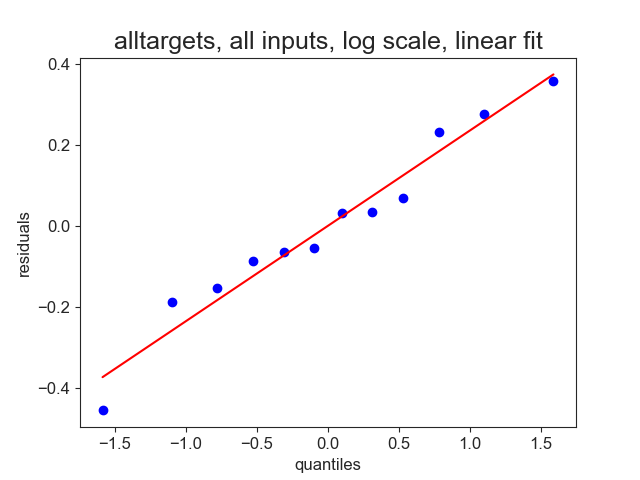 alltargets, all inputs, log scale, linear fit
0.4
0.2
0.0
−0.2
−0.4
residuals
−1.5 −1.0 −0.5 0.0 0.5 1.0 1.5
quantiles